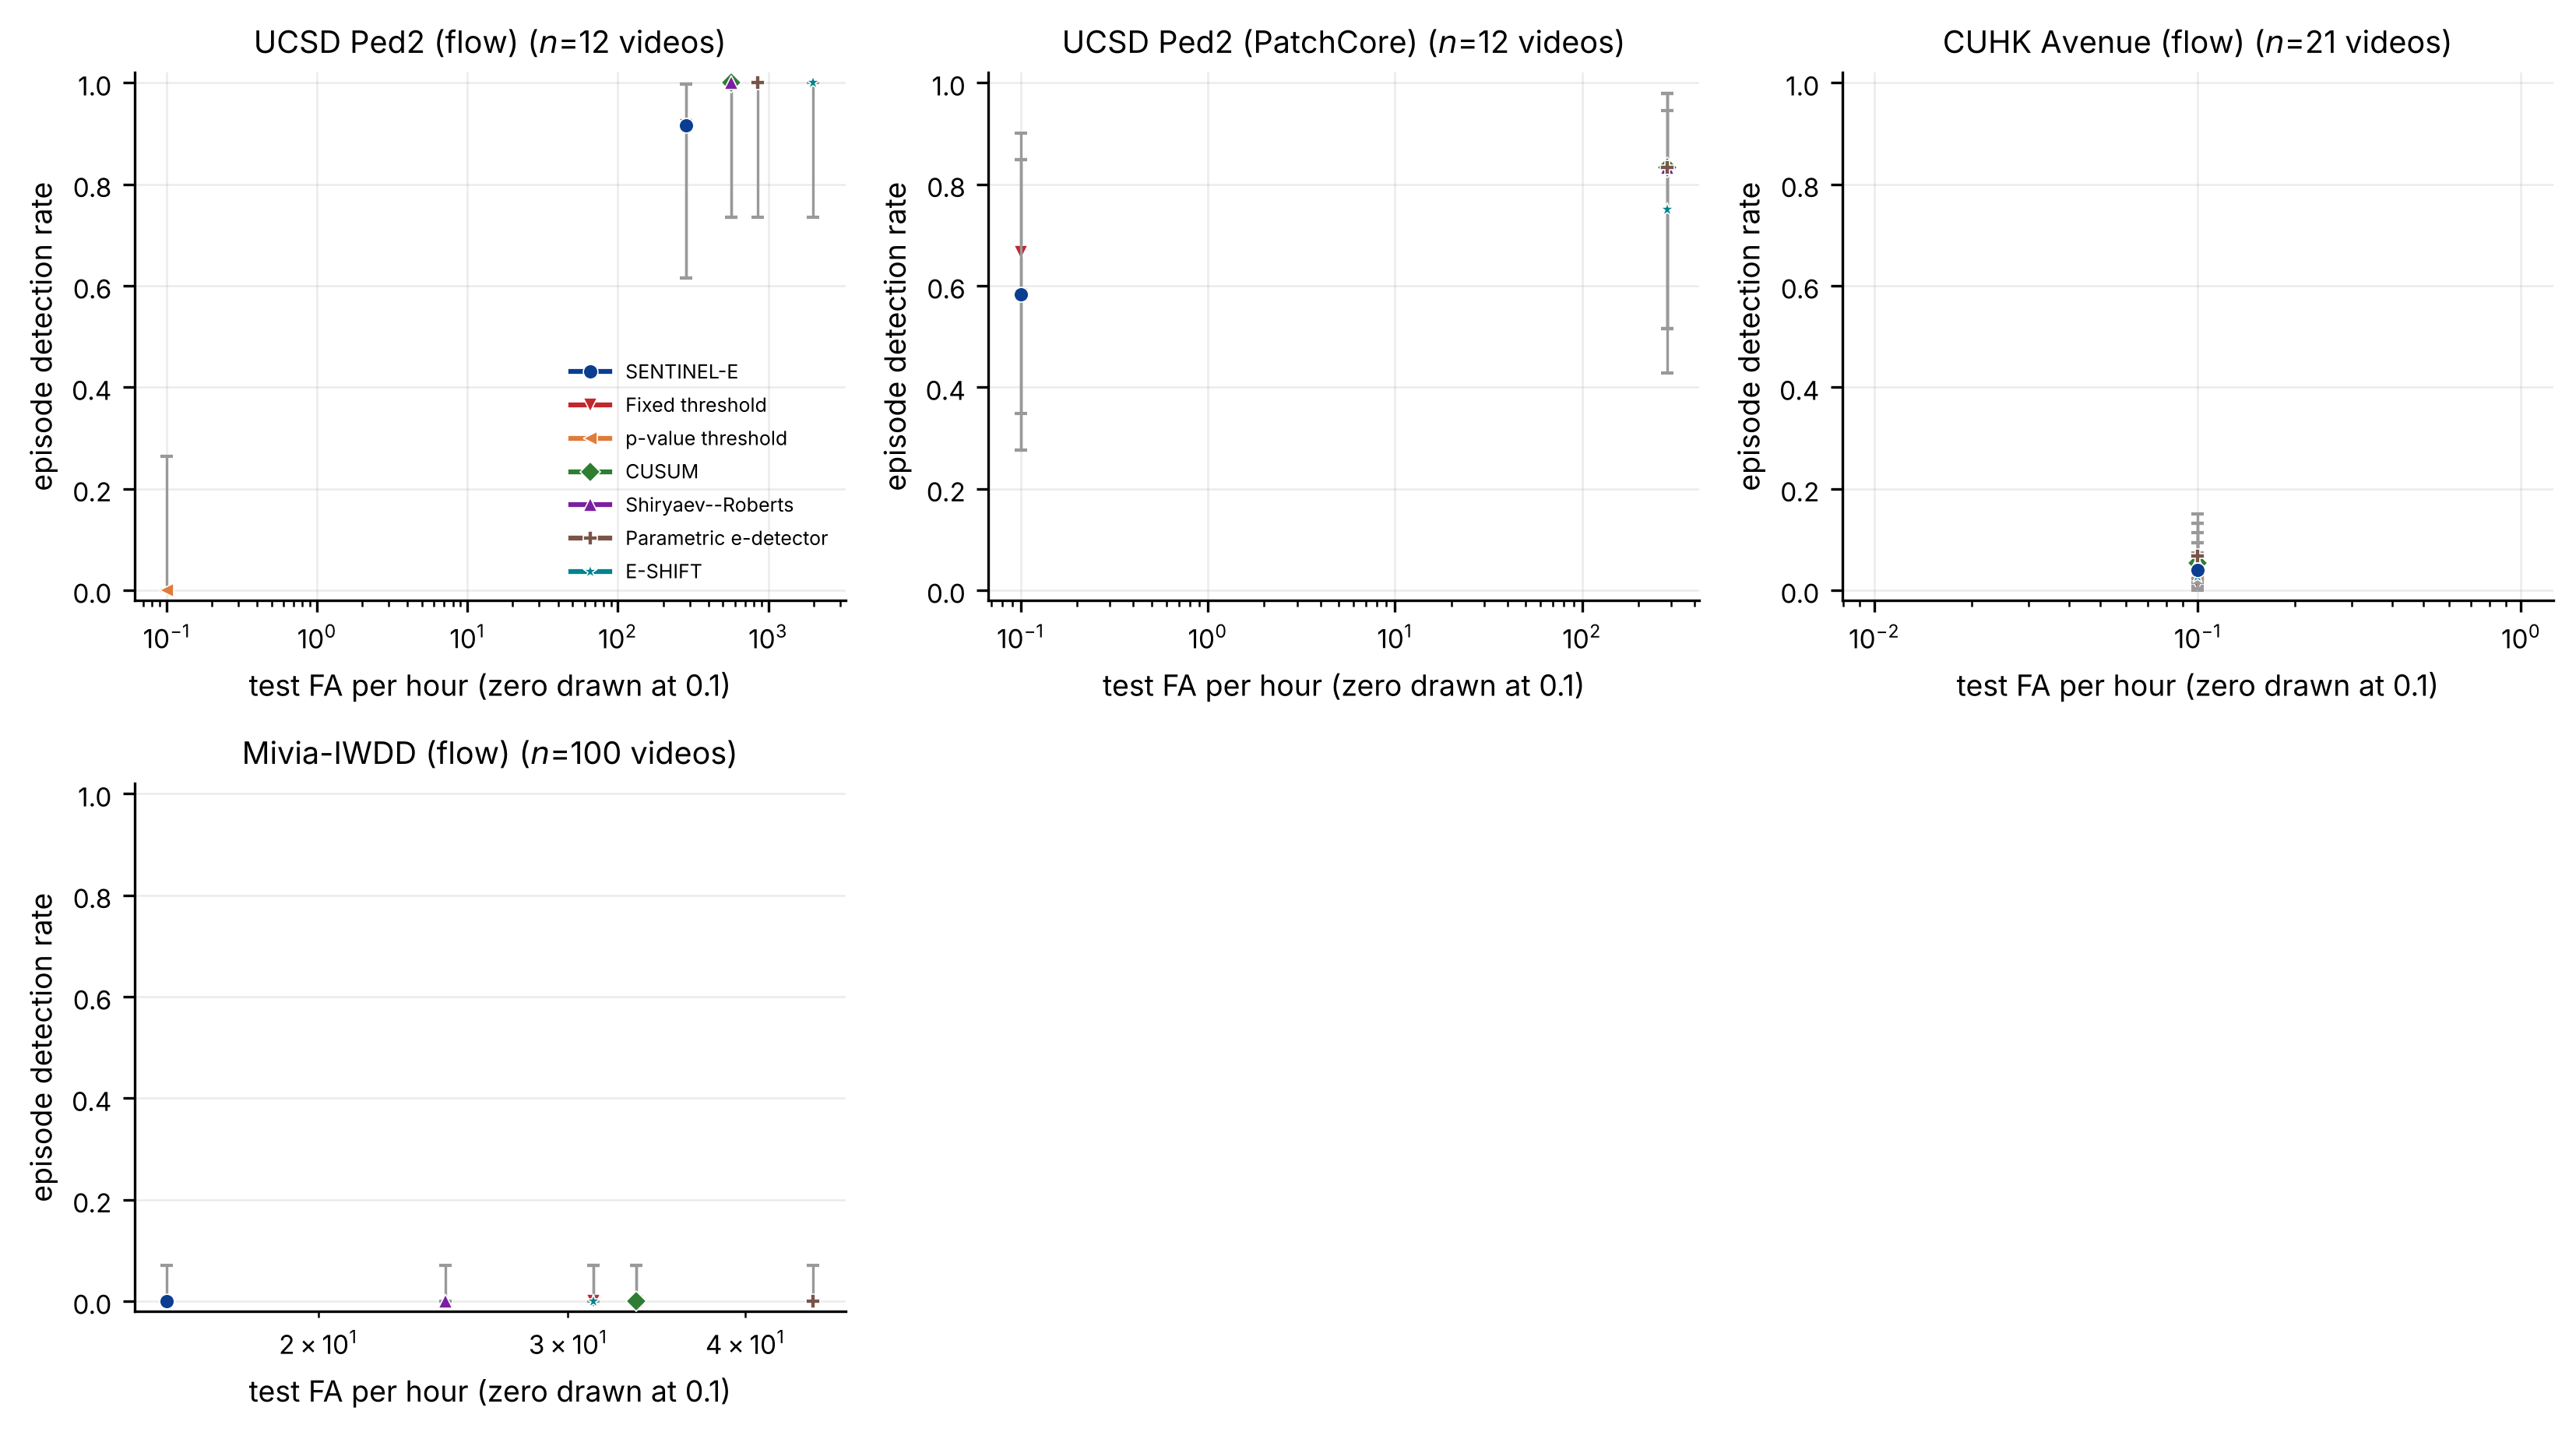 UCSD Ped2 (flow) (n=12 videos)
episode detection rate
1.0
0.8
0.6
0.4
0.2
0.0
SENTINEL-E
Fixed threshold
p-value threshold
CUSUM
Shiryaev--Roberts
Parametric e-detector
E-SHIFT
10⁻¹ 10⁰ 10¹ 10² 10³
test FA per hour (zero drawn at 0.1)
UCSD Ped2 (PatchCore) (n=12 videos)
episode detection rate
1.0
0.8
0.6
0.4
0.2
0.0
10⁻¹ 10⁰ 10¹ 10²
test FA per hour (zero drawn at 0.1)
CUHK Avenue (flow) (n=21 videos)
episode detection rate
1.0
0.8
0.6
0.4
0.2
0.0
10⁻² 10⁻¹ 10⁰
test FA per hour (zero drawn at 0.1)
Mivia-IWDD (flow) (n=100 videos)
episode detection rate
1.0
0.8
0.6
0.4
0.2
0.0
2 × 10¹ 3 × 10¹ 4 × 10¹
test FA per hour (zero drawn at 0.1)